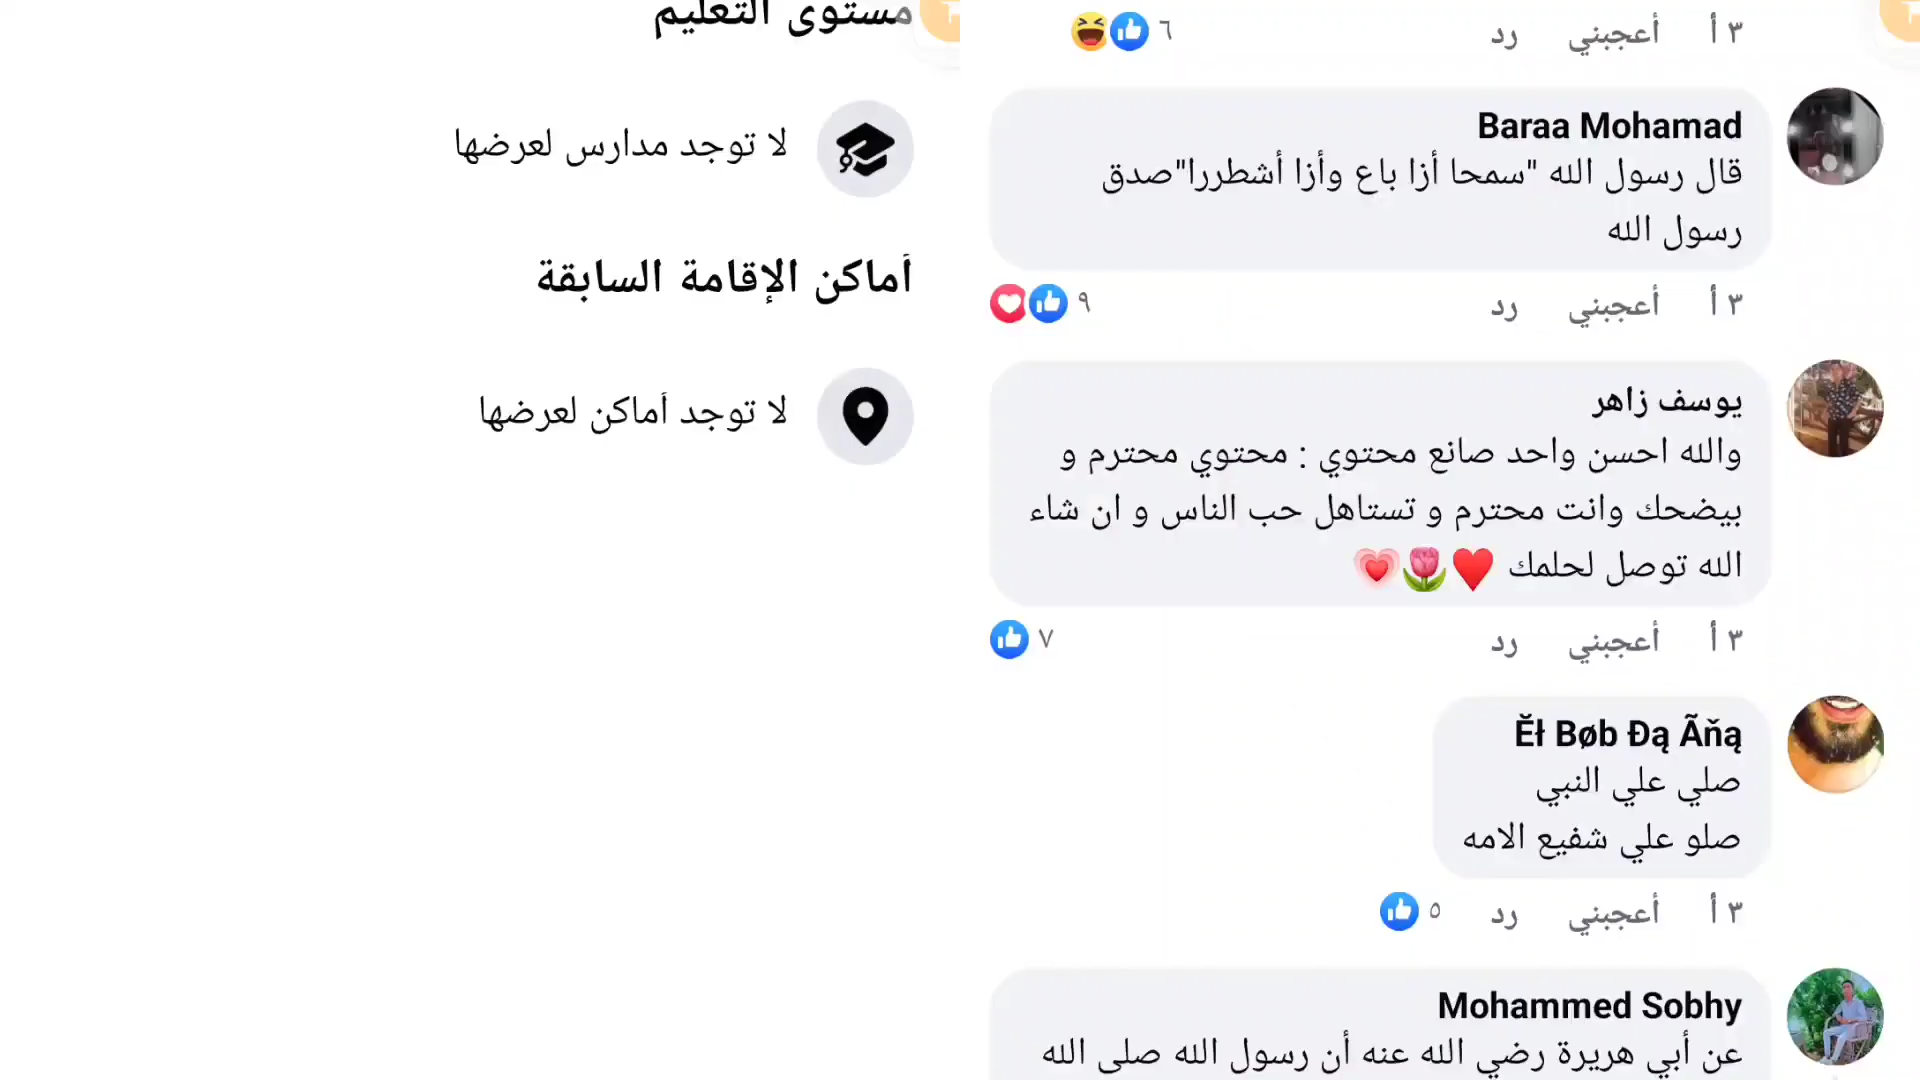 مستوى التعليم
لا توجد مدارس لعرضها
أماكن الإقامة السابقة
لا توجد أماكن لعرضها
٣ أ أعجبني رد ٦
Baraa Mohamad
قال رسول الله "سمحا أزا باع وأزا أشطررا"صدق
رسول الله
٣ أ أعجبني رد ٩
يوسف زاهر
والله احسن واحد صانع محتوي : محتوي محترم و
بيضحك وانت محترم و تستاهل حب الناس و ان شاء
الله توصل لحلمك ♥️🌷💗
٣ أ أعجبني رد ٧
Ĕł Bøb Đą Ãňą
صلي علي النبي
صلو علي شفيع الامه
٣ أ أعجبني رد ٥
Mohammed Sobhy
عن أبي هريرة رضي الله عنه أن رسول الله صلى الله